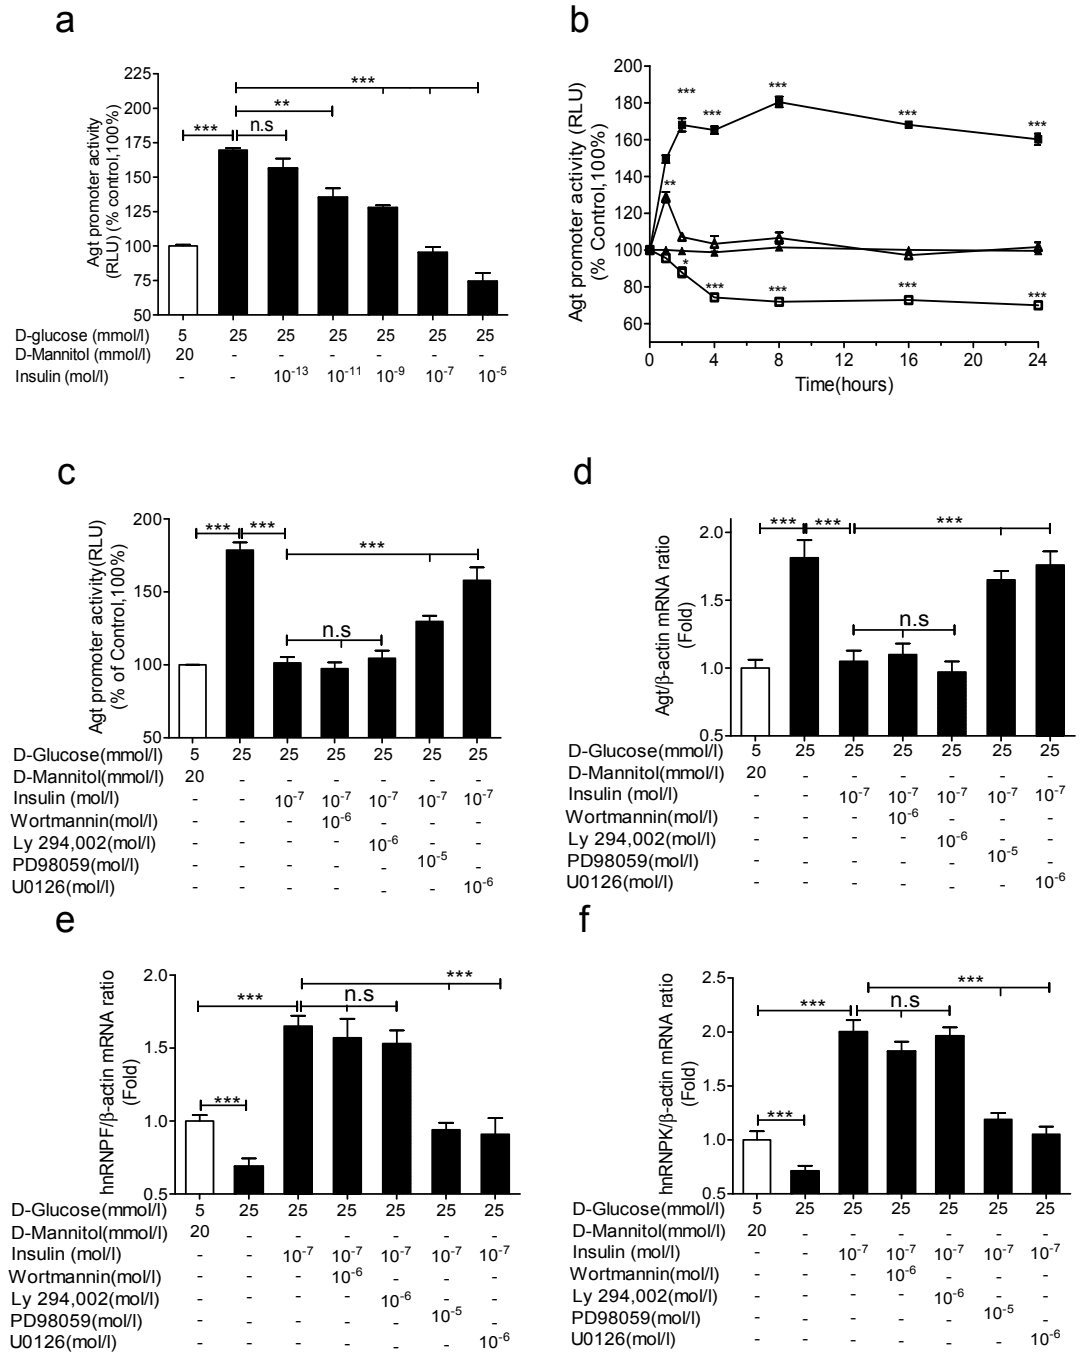 a
Agt promoter activity
(RLU) (% control,100%)
225
200
175
150
125
100
75
50
***
**
*** n.s
D-glucose (mmol/l) 5 25 25 25 25 25 25
D-Mannitol (mmol/l) 20 - - - - - -
Insulin (mol/l) - - 10-13 10-11 10-9 10-7 10-5
b
Agt promoter activity (RLU)
(% Control,100%)
200
180
160
140
120
100
80
60
*** *** *** *** ***
**
* *** *** *** ***
0 4 8 12 16 20 24
Time(hours)
c
Agt promoter activity(RLU)
(% of Control,100%)
200
150
100
50
*** ***
***
n.s
D-Glucose(mmol/l) 5 25 25 25 25 25 25
D-Mannitol(mmol/l) 20 - - - - - -
Insulin (mol/l) - - 10-7 10-7 10-7 10-7 10-7
Wortmannin(mol/l) - - - 10-6 - - -
Ly 294,002(mol/l) - - - - 10-6 - -
PD98059(mol/l) - - - - - 10-5 -
U0126(mol/l) - - - - - - 10-6
d
Agt/β-actin mRNA ratio
(Fold)
2.0
1.5
1.0
0.5
*** *** ***
n.s
D-Glucose(mmol/l) 5 25 25 25 25 25 25
D-Mannitol(mmol/l) 20 - - - - - -
Insulin (mol/l) - - 10-7 10-7 10-7 10-7 10-7
Wortmannin(mol/l) - - - 10-6 - - -
Ly 294,002(mol/l) - - - - 10-6 - -
PD98059(mol/l) - - - - - 10-5 -
U0126(mol/l) - - - - - - 10-6
e
hnRNPF/β-actin mRNA ratio
(Fold)
2.0
1.5
1.0
0.5
***
*** n.s
***
D-Glucose(mmol/l) 5 25 25 25 25 25 25
D-Mannitol(mmol/l) 20 - - - - - -
Insulin (mol/l) - - 10-7 10-7 10-7 10-7 10-7
Wortmannin(mol/l) - - - 10-6 - - -
Ly 294,002(mol/l) - - - - 10-6 - -
PD98059(mol/l) - - - - - 10-5 -
U0126(mol/l) - - - - - - 10-6
f
hnRNPK/β-actin mRNA ratio
(Fold)
2.5
2.0
1.5
1.0
0.5
***
*** n.s
***
D-Glucose(mmol/l) 5 25 25 25 25 25 25
D-Mannitol(mmol/l) 20 - - - - - -
Insulin (mol/l) - - 10-7 10-7 10-7 10-7 10-7
Wortmannin(mol/l) - - - 10-6 - - -
Ly 294,002(mol/l) - - - - 10-6 - -
PD98059(mol/l) - - - - - 10-5 -
U0126(mol/l) - - - - - - 10-6